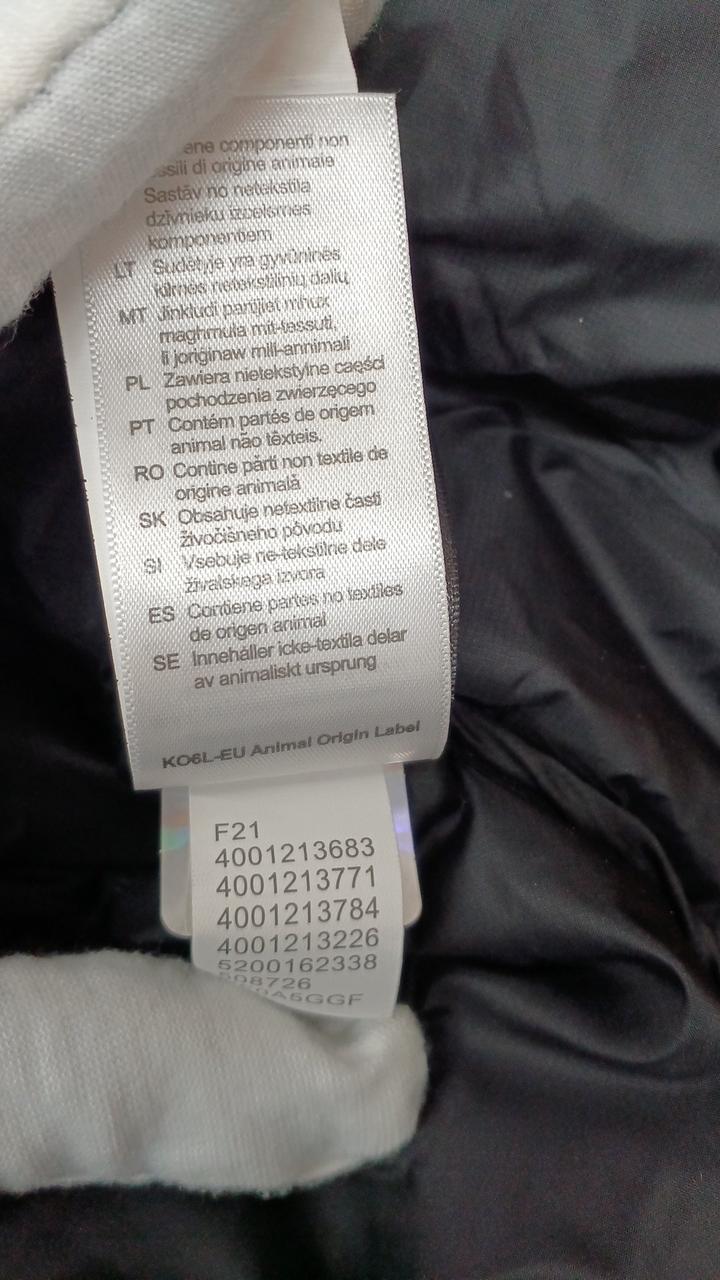 componenti non
di origine animale
Sastāv no netekstila
dzīvnieku izcelsmes
komponentiem
LT Sudėtyje yra gyvūninės
kilmės netekstilinių dalių
MT Jinkludi partijiet mhux
magħmula mit-tessuti,
li joriġinaw mill-annimali
PL Zawiera nietekstylne części
pochodzenia zwierzęcego
PT Contém partes de origem
animal não têxteis.
RO Conţine părţi non textile de
origine animală
SK Obsahuje netextilné časti
živočíšneho pôvodu
SI Vsebuje ne-tekstilne dele
živalskega izvora
ES Contiene partes no textiles
de origen animal
SE Innehåller icke-textila delar
av animaliskt ursprung
KO6L-EU Animal Origin Label
F21
4001213683
4001213771
4001213784
4001213226
5200162338